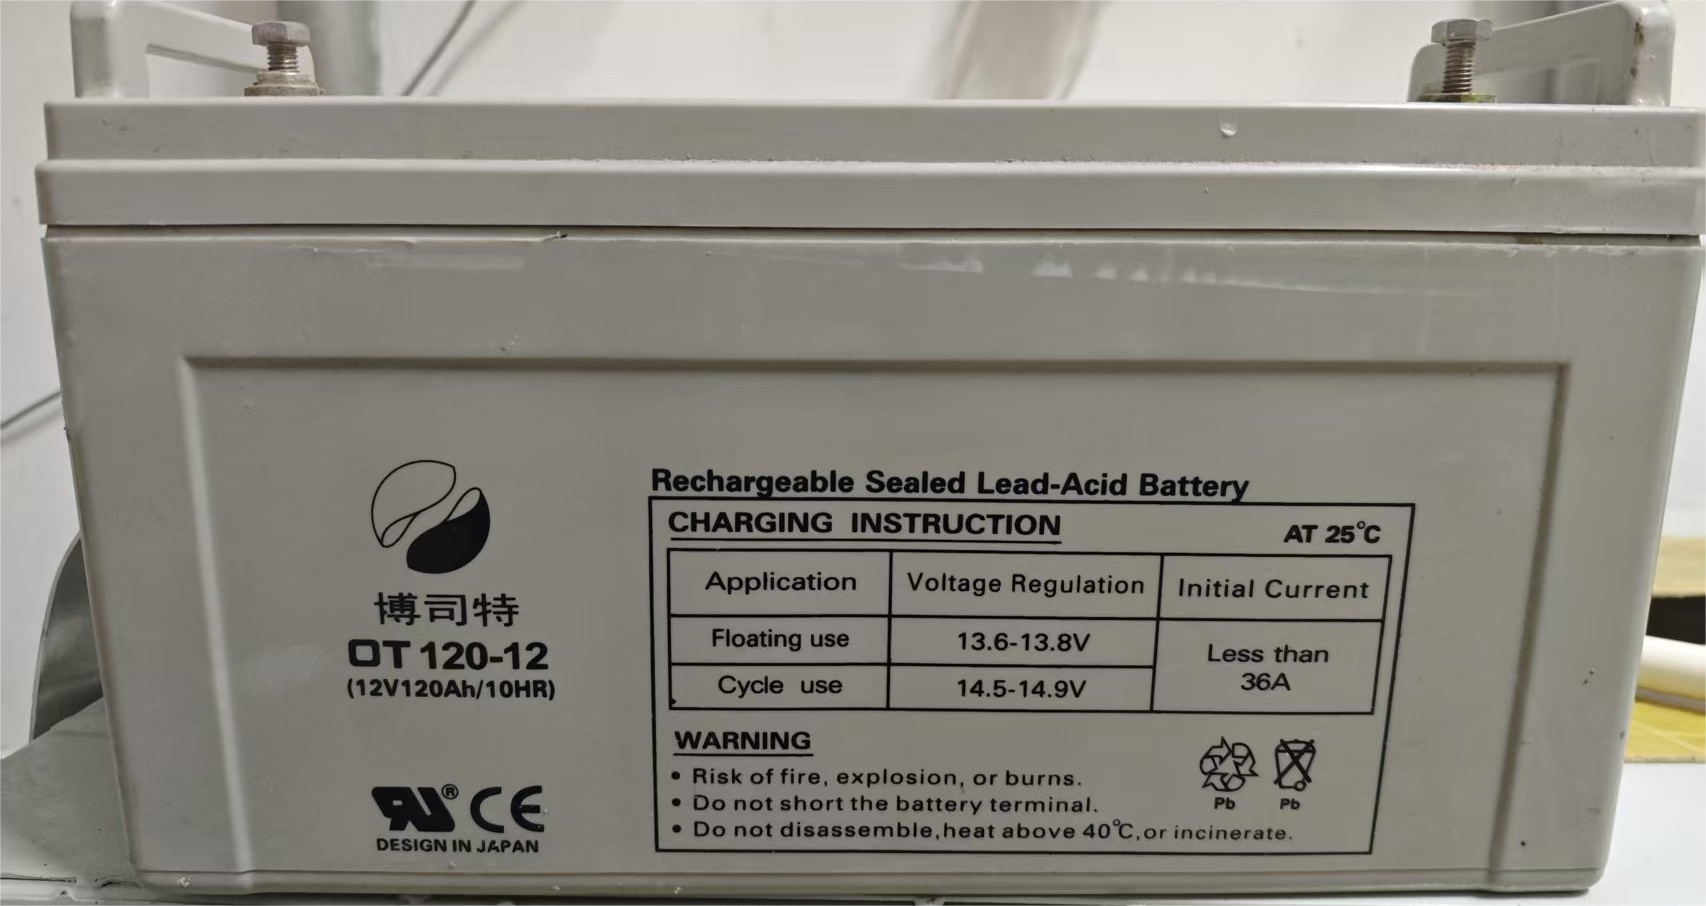 博司特
OT 120-12
(12V120Ah/10HR)
RU® CE
DESIGN IN JAPAN
Rechargeable Sealed Lead-Acid Battery
CHARGING INSTRUCTION AT 25°C
Application Voltage Regulation Initial Current
Floating use 13.6-13.8V Less than 36A
Cycle use 14.5-14.9V
WARNING
• Risk of fire, explosion, or burns.
• Do not short the battery terminal.
• Do not disassemble,heat above 40°C,or incinerate.
Pb Pb